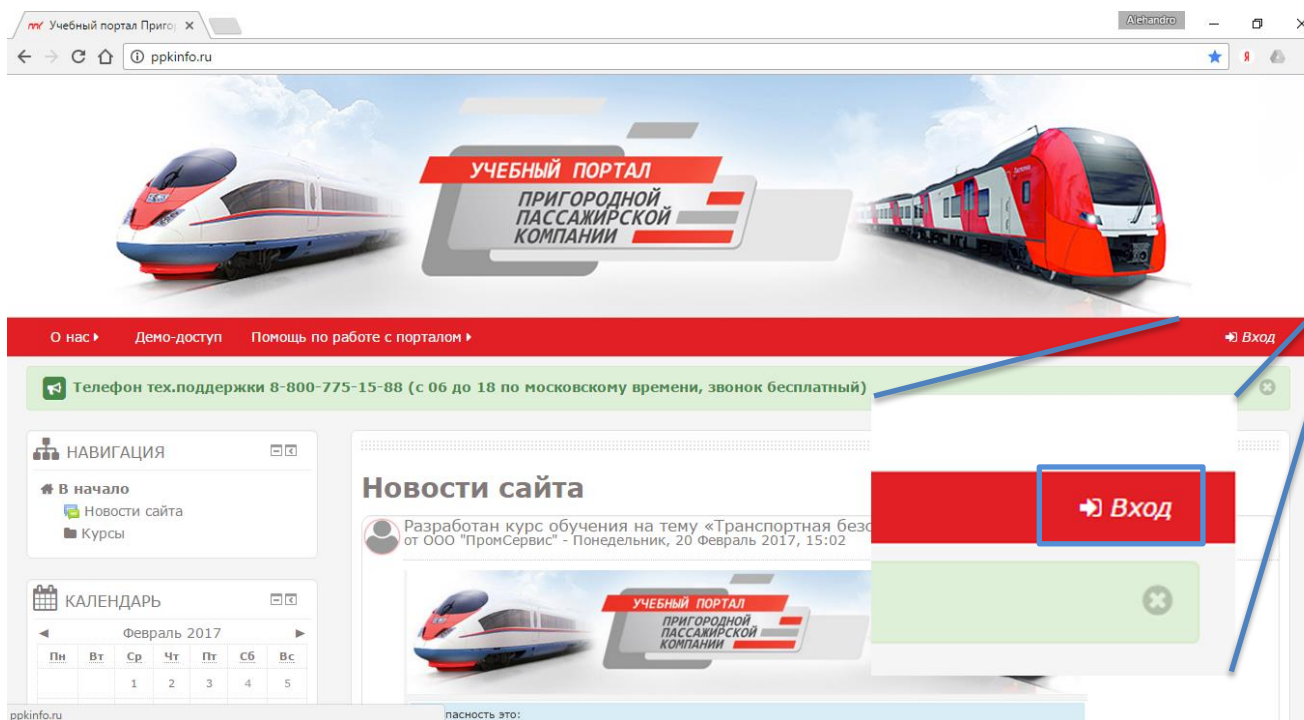 Учебный портал Приго
Alehandro
ppkinfo.ru
УЧЕБНЫЙ ПОРТАЛ
ПРИГОРОДНОЙ
ПАССАЖИРСКОЙ
КОМПАНИИ
О нас Демо-доступ Помощь по работе с порталом Вход
Телефон тех.поддержки 8-800-775-15-88 (с 06 до 18 по московскому времени, звонок бесплатный)
НАВИГАЦИЯ
В начало
Новости сайта
Курсы
КАЛЕНДАРЬ
Февраль 2017
Пн Вт Ср Чт Пт Сб Вс
1 2 3 4 5
Новости сайта
Разработан курс обучения на тему «Транспортная безо
от ООО "ПромСервис" - Понедельник, 20 Февраль 2017, 15:02
УЧЕБНЫЙ ПОРТАЛ
ПРИГОРОДНОЙ
ПАССАЖИРСКОЙ
КОМПАНИИ
пасность это:
Вход
ppkinfo.ru